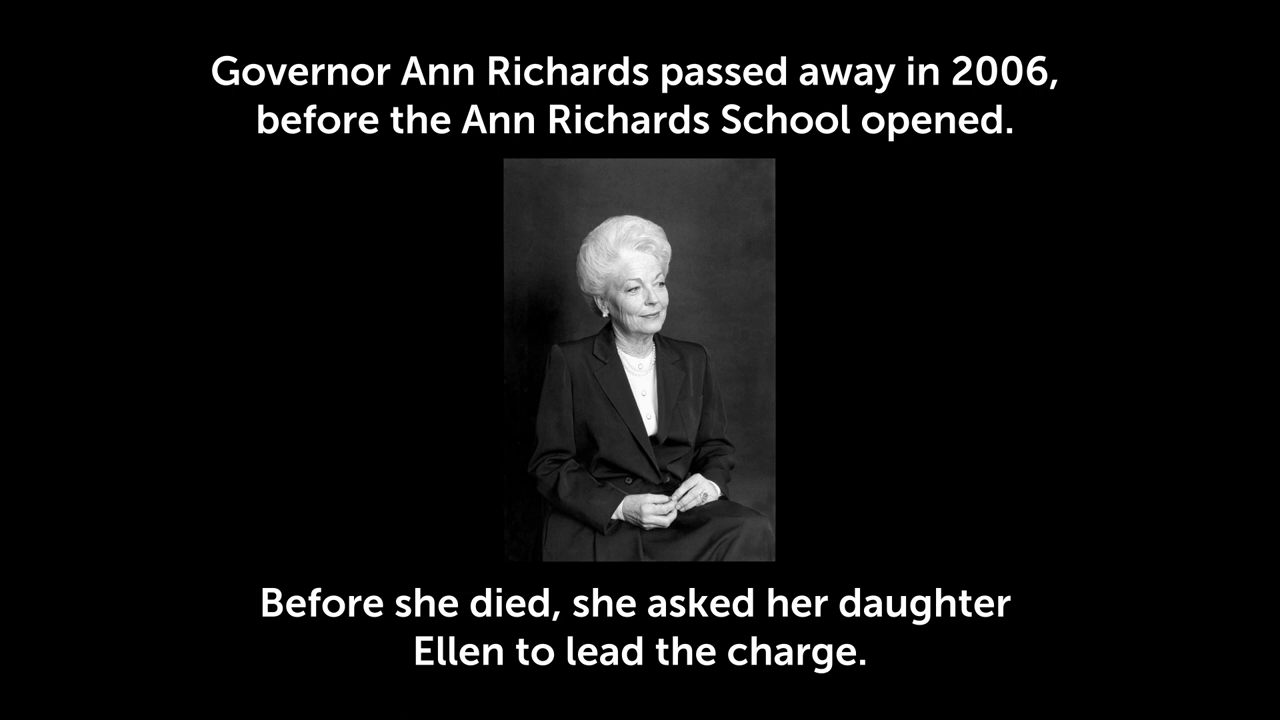 Governor Ann Richards passed away in 2006,
before the Ann Richards School opened.
Before she died, she asked her daughter
Ellen to lead the charge.